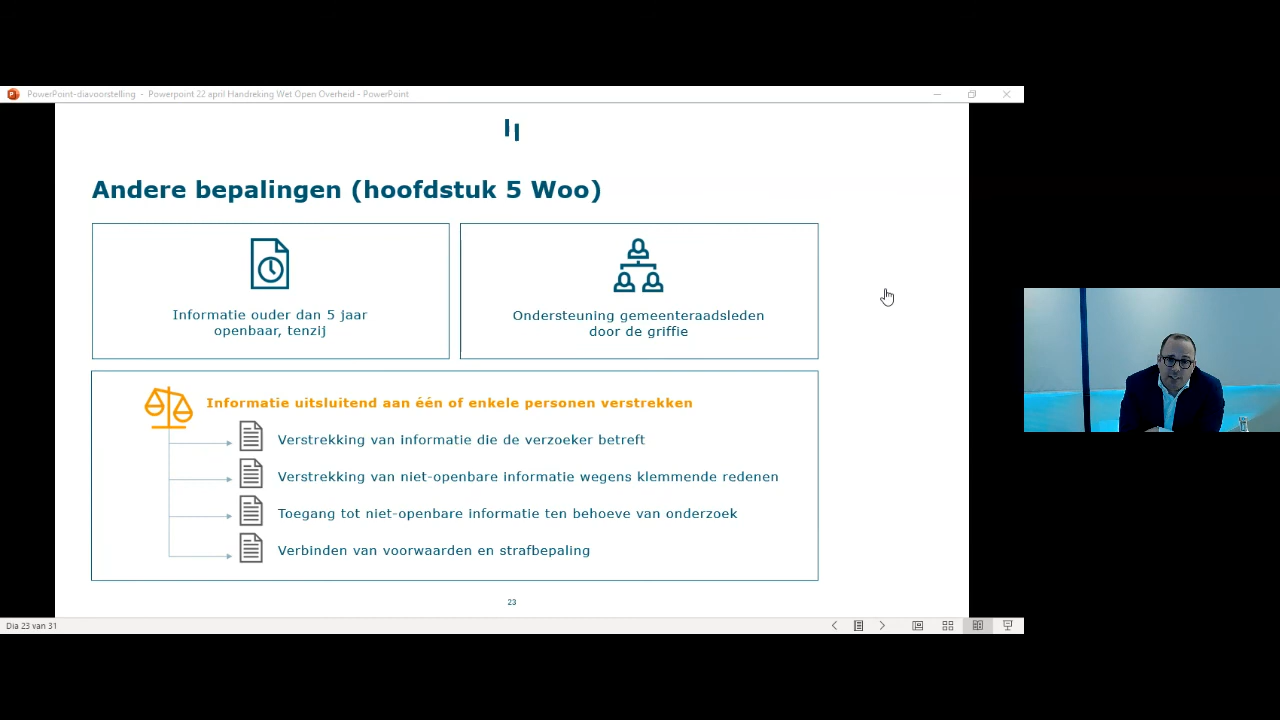 PowerPoint-diavoorstelling - Powerpoint 22 april Handreking Wet Open Overheid - PowerPoint
Andere bepalingen (hoofdstuk 5 Woo)
Informatie ouder dan 5 jaar
openbaar, tenzij
Ondersteuning gemeenteraadsleden
door de griffie
Informatie uitsluitend aan één of enkele personen verstrekken
Verstrekking van informatie die de verzoeker betreft
Verstrekking van niet-openbare informatie wegens klemmende redenen
Toegang tot niet-openbare informatie ten behoeve van onderzoek
Verbinden van voorwaarden en strafbepaling
23
Dia 23 van 31